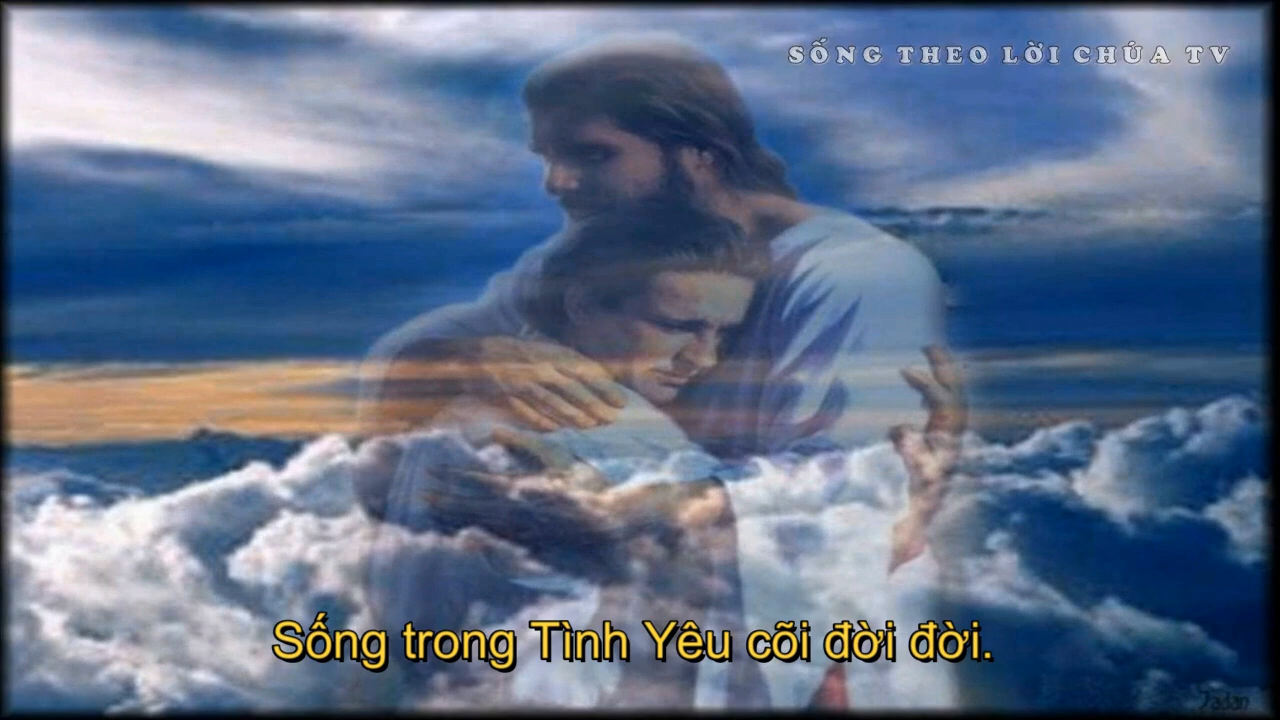 SỐNG THEO LỜI CHÚA TV
Sống trong Tình Yêu cõi đời đời.